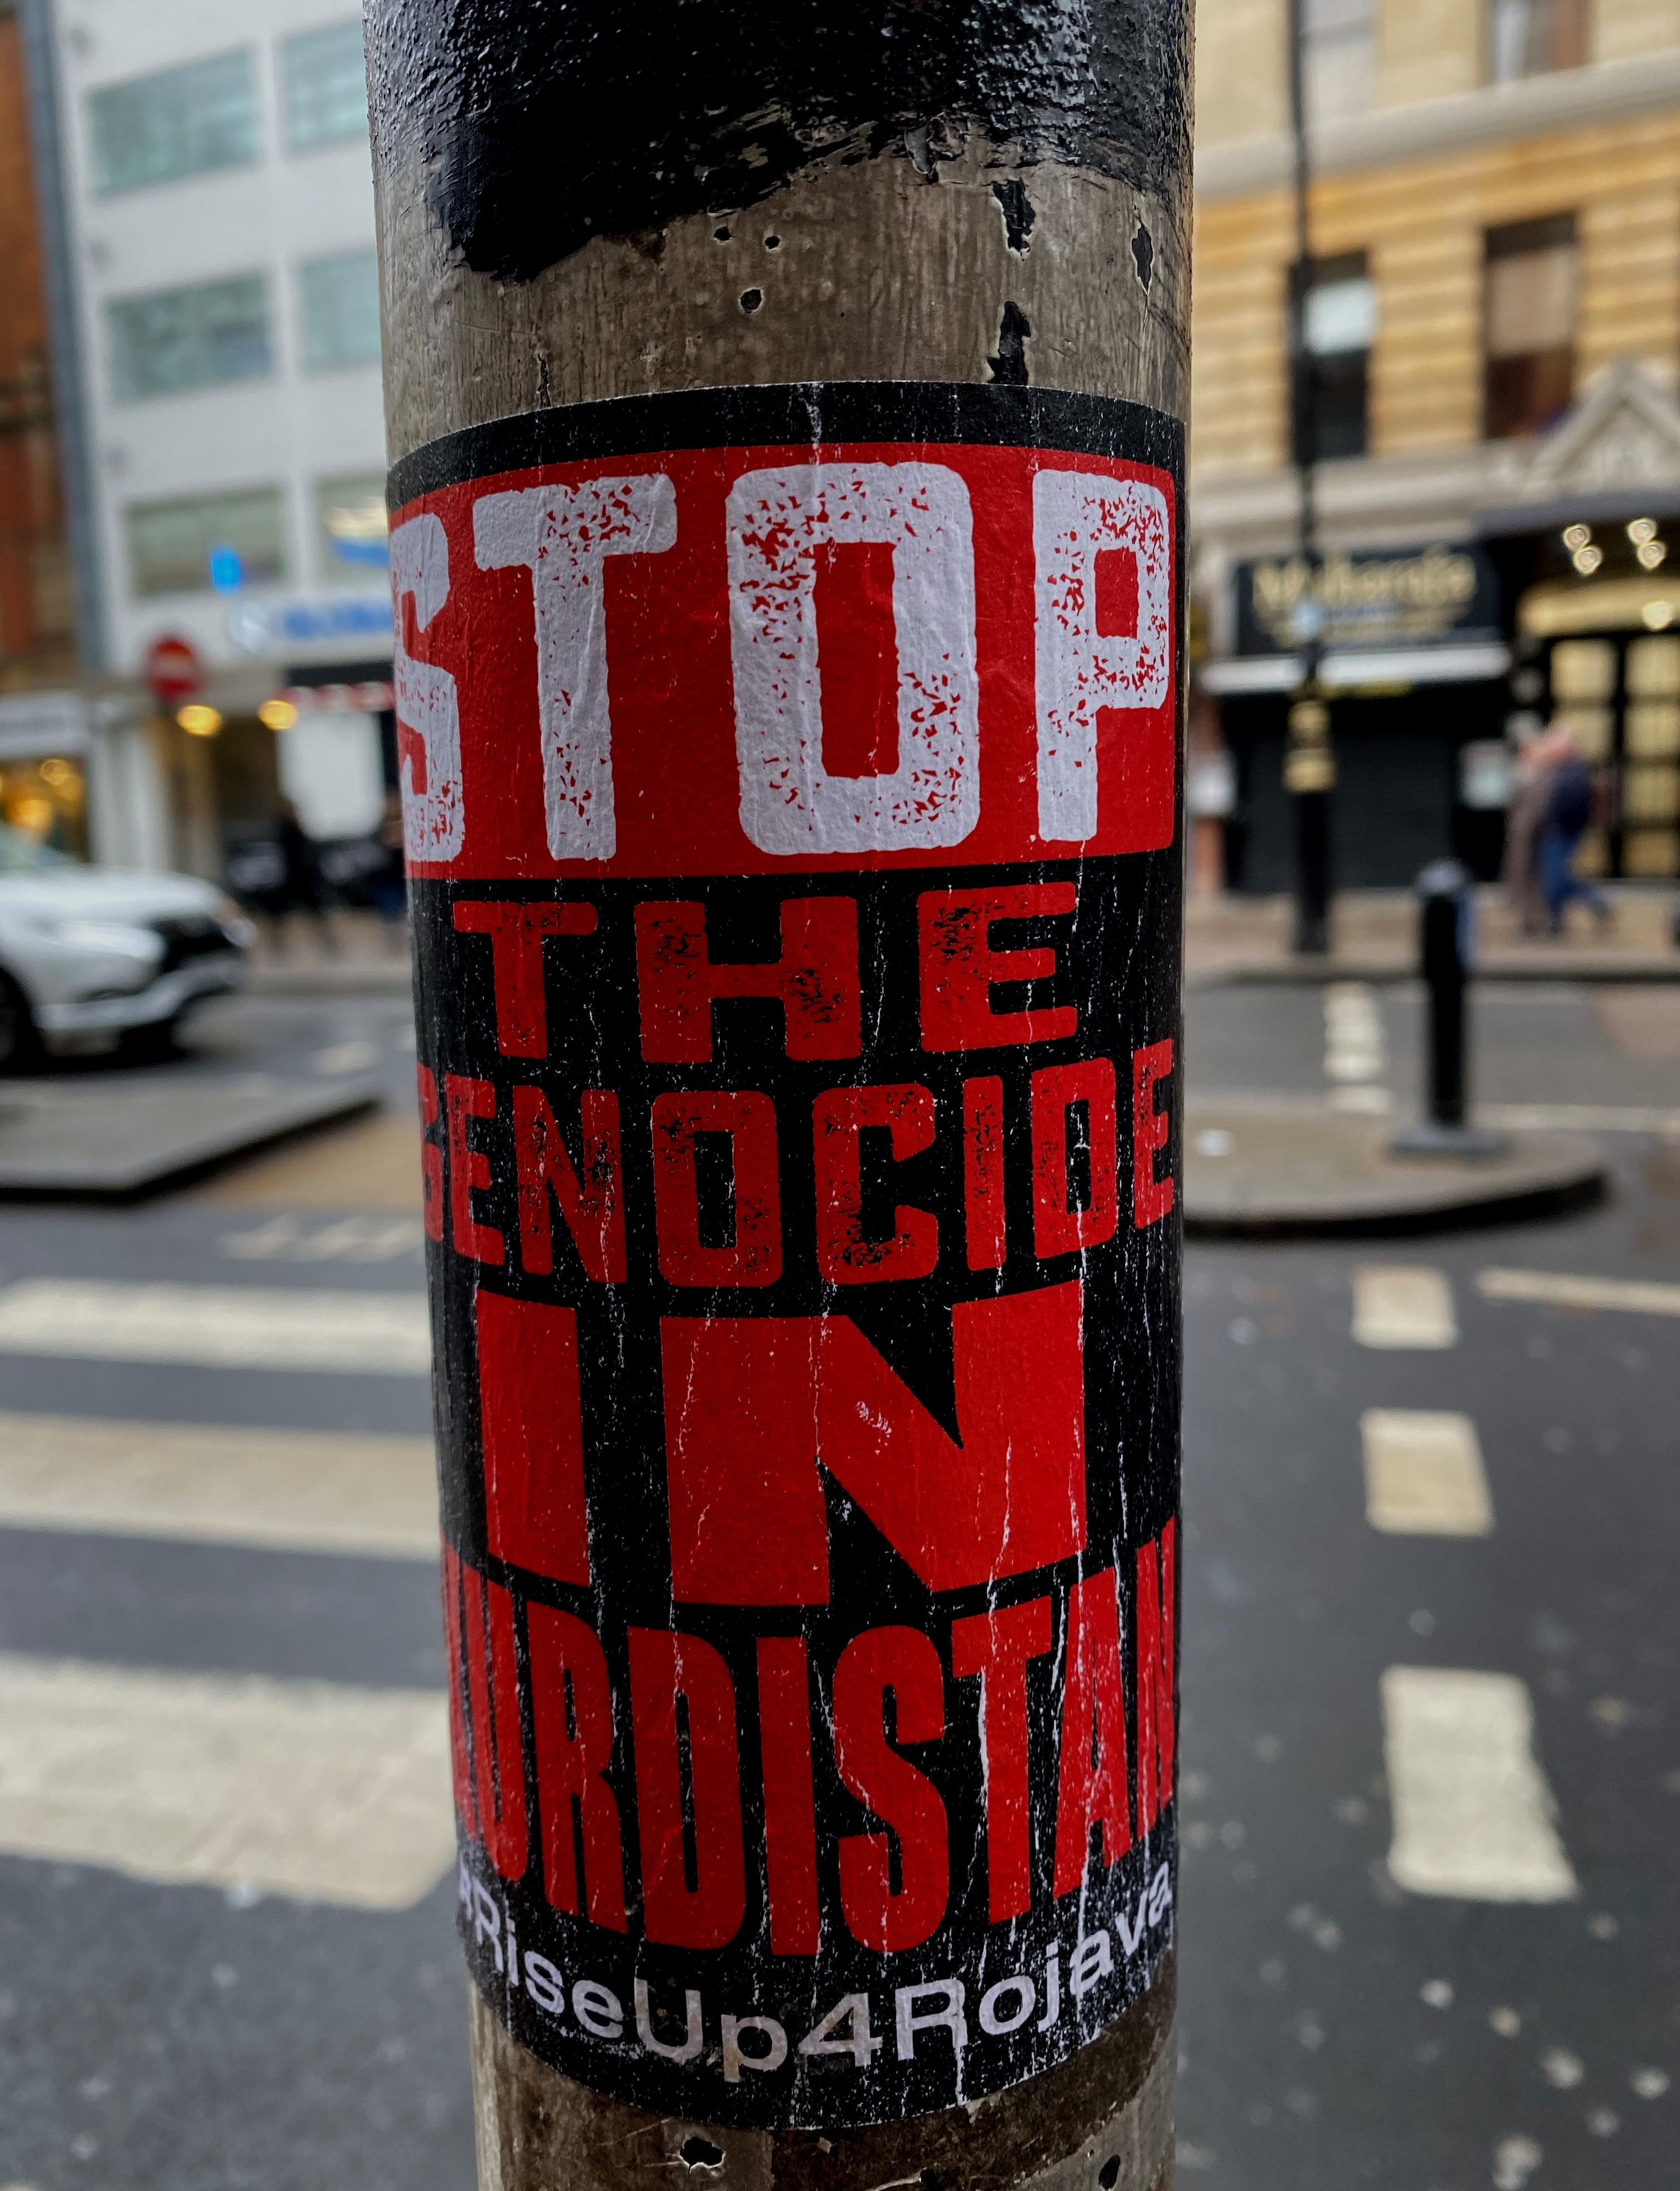 STOP
THE
GENOCIDE
IN
KURDISTAN
#RiseUp4Rojava